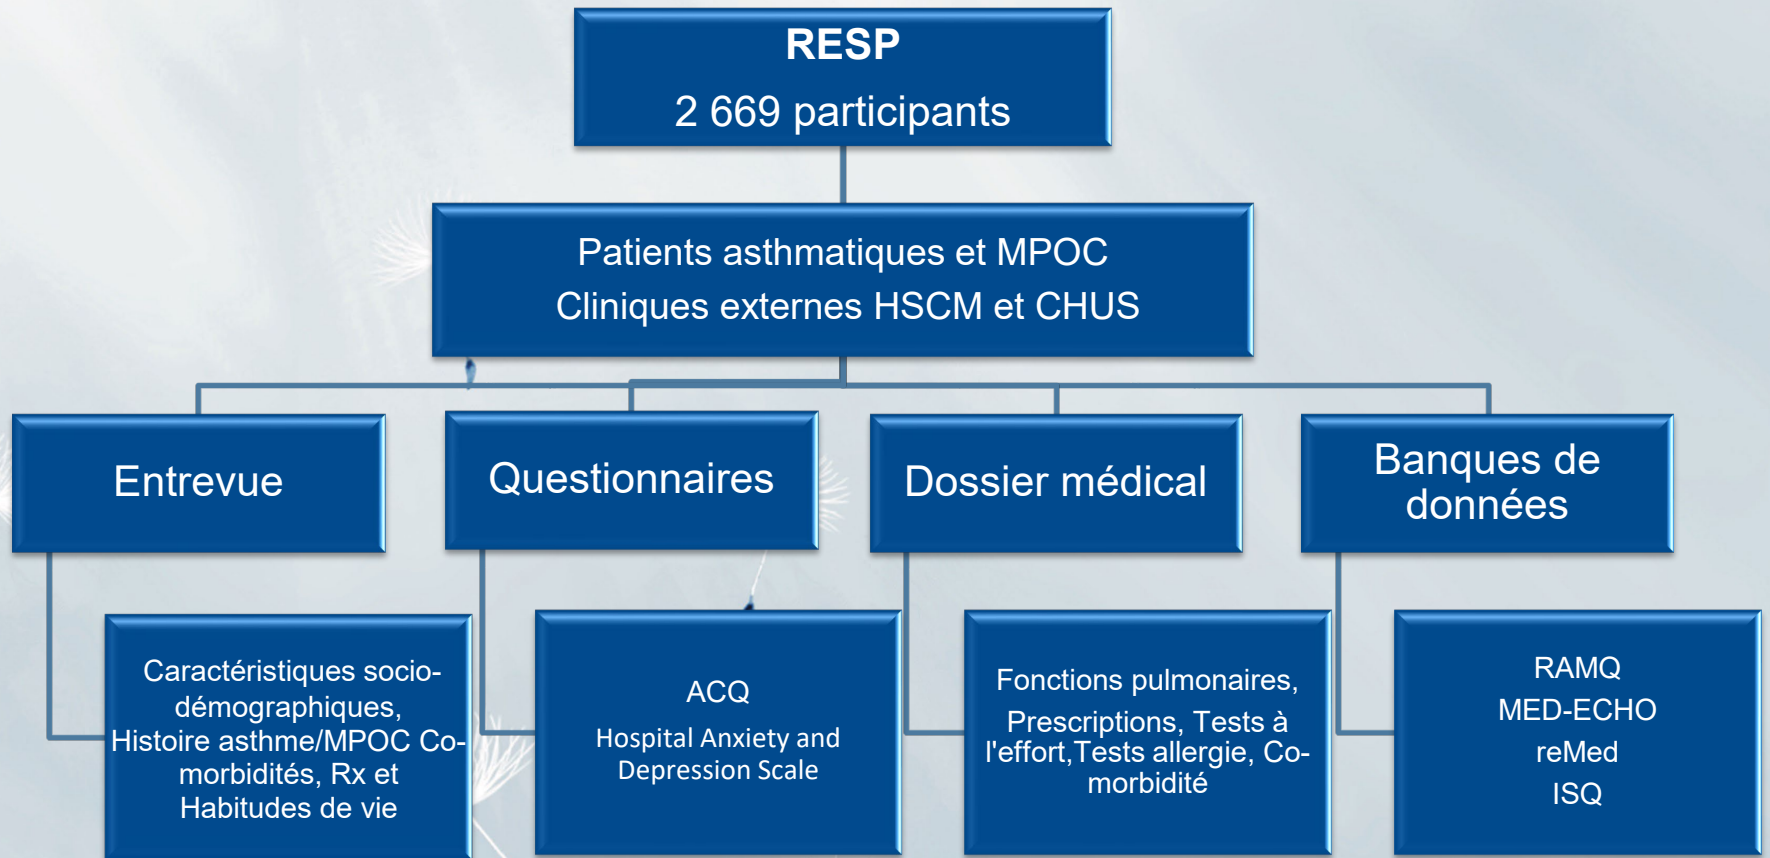 RESP
2 669 participants
Patients asthmatiques et MPOC
Cliniques externes HSCM et CHUS
Entrevue
Questionnaires
Dossier médical
Banques de
données
Caractéristiques socio-
démographiques,
Histoire asthme/MPOC Co-
morbidités, Rx et
Habitudes de vie
ACQ
Hospital Anxiety and
Depression Scale
Fonctions pulmonaires,
Prescriptions, Tests à
l'effort,Tests allergie, Co-
morbidité
RAMQ
MED-ECHO
reMed
ISQ